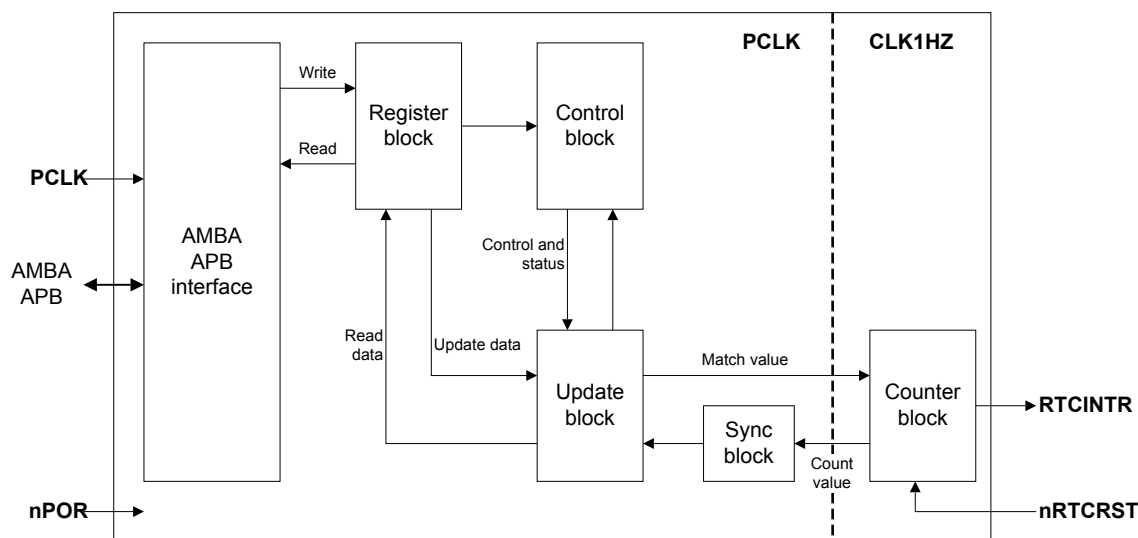 PCLK
CLK1HZ
Write
Register
block
Control
block
Read
PCLK
AMBA
APB
interface
AMBA
APB
Control and
status
Read
data
Update data
Match value
Update
block
Counter
block
RTCINTR
Sync
block
Count
value
nPOR
nRTCRST